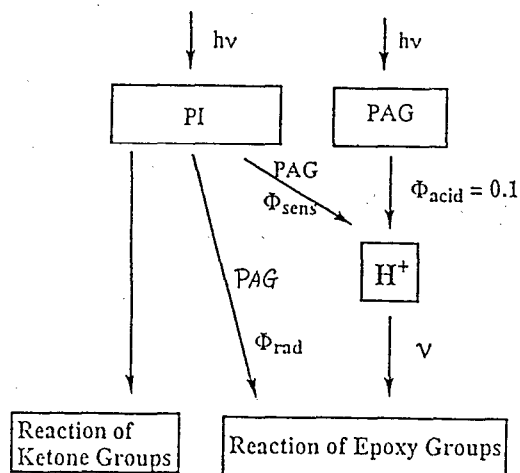 hν
hν
PI
PAG
PAG
Φsens
Φacid = 0.1
H⁺
PAG
Φrad
ν
Reaction of
Ketone Groups
Reaction of Epoxy Groups